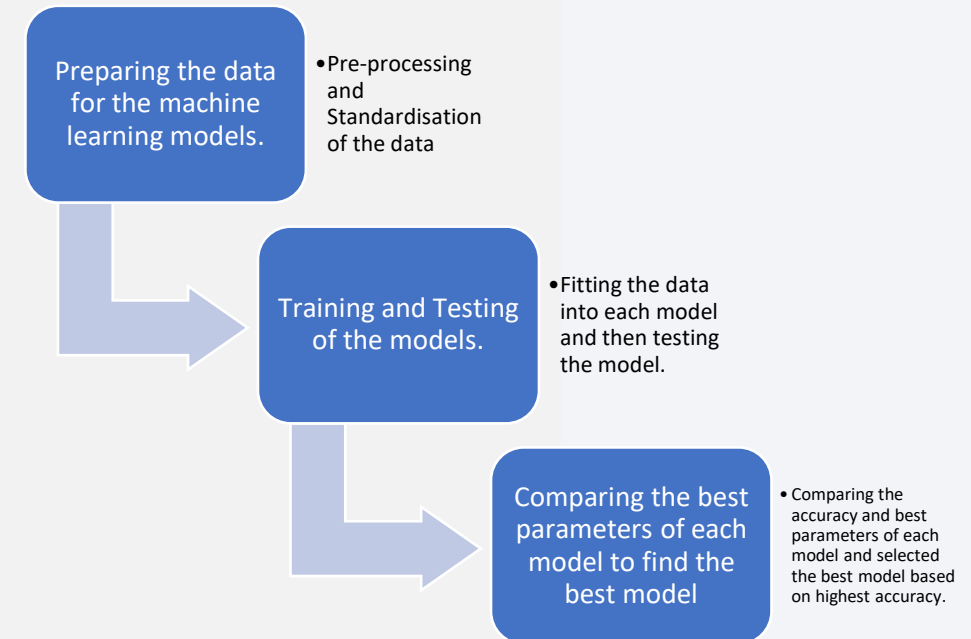 Preparing the data
for the machine
learning models.
•Pre-processing
and
Standardisation
of the data
Training and Testing
of the models.
•Fitting the data
into each model
and then testing
the model.
Comparing the best
parameters of each
model to find the
best model
• Comparing the
accuracy and best
parameters of each
model and selected
the best model based
on highest accuracy.